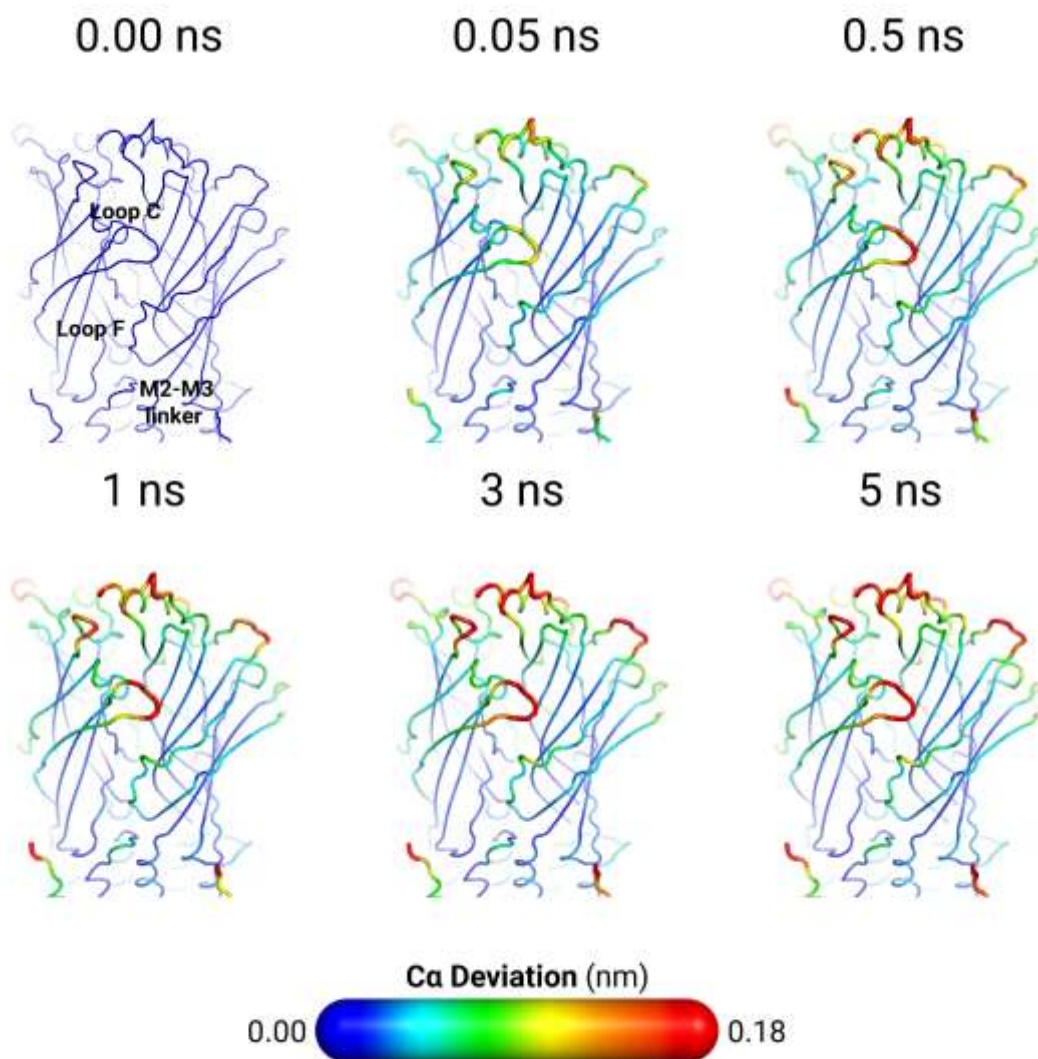 0.00 ns
0.05 ns
0.5 ns
Loop C
Loop F
M2-M3
linker
1 ns
3 ns
5 ns
Cα Deviation (nm)
0.00
0.18